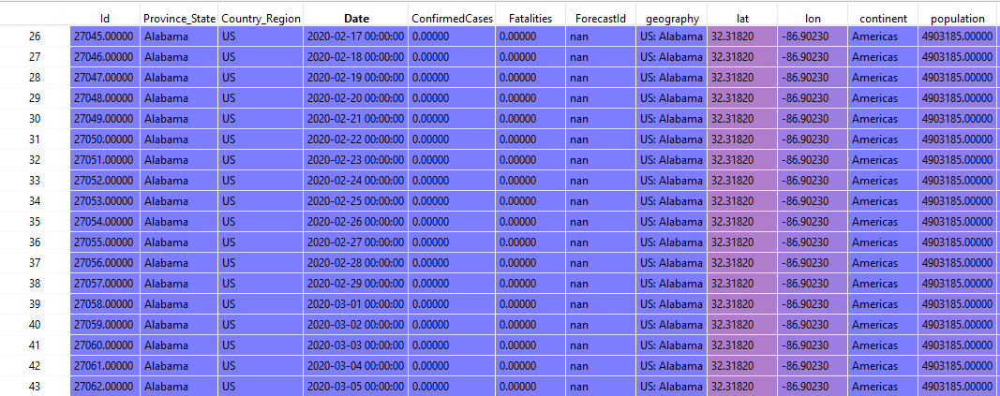 Id Province_State Country_Region Date ConfirmedCases Fatalities ForecastId geography lat lon continent population
26 27045.00000 Alabama US 2020-02-17 00:00:00 0.00000 0.00000 nan US: Alabama 32.31820 -86.90230 Americas 4903185.00000
27 27046.00000 Alabama US 2020-02-18 00:00:00 0.00000 0.00000 nan US: Alabama 32.31820 -86.90230 Americas 4903185.00000
28 27047.00000 Alabama US 2020-02-19 00:00:00 0.00000 0.00000 nan US: Alabama 32.31820 -86.90230 Americas 4903185.00000
29 27048.00000 Alabama US 2020-02-20 00:00:00 0.00000 0.00000 nan US: Alabama 32.31820 -86.90230 Americas 4903185.00000
30 27049.00000 Alabama US 2020-02-21 00:00:00 0.00000 0.00000 nan US: Alabama 32.31820 -86.90230 Americas 4903185.00000
31 27050.00000 Alabama US 2020-02-22 00:00:00 0.00000 0.00000 nan US: Alabama 32.31820 -86.90230 Americas 4903185.00000
32 27051.00000 Alabama US 2020-02-23 00:00:00 0.00000 0.00000 nan US: Alabama 32.31820 -86.90230 Americas 4903185.00000
33 27052.00000 Alabama US 2020-02-24 00:00:00 0.00000 0.00000 nan US: Alabama 32.31820 -86.90230 Americas 4903185.00000
34 27053.00000 Alabama US 2020-02-25 00:00:00 0.00000 0.00000 nan US: Alabama 32.31820 -86.90230 Americas 4903185.00000
35 27054.00000 Alabama US 2020-02-26 00:00:00 0.00000 0.00000 nan US: Alabama 32.31820 -86.90230 Americas 4903185.00000
36 27055.00000 Alabama US 2020-02-27 00:00:00 0.00000 0.00000 nan US: Alabama 32.31820 -86.90230 Americas 4903185.00000
37 27056.00000 Alabama US 2020-02-28 00:00:00 0.00000 0.00000 nan US: Alabama 32.31820 -86.90230 Americas 4903185.00000
38 27057.00000 Alabama US 2020-02-29 00:00:00 0.00000 0.00000 nan US: Alabama 32.31820 -86.90230 Americas 4903185.00000
39 27058.00000 Alabama US 2020-03-01 00:00:00 0.00000 0.00000 nan US: Alabama 32.31820 -86.90230 Americas 4903185.00000
40 27059.00000 Alabama US 2020-03-02 00:00:00 0.00000 0.00000 nan US: Alabama 32.31820 -86.90230 Americas 4903185.00000
41 27060.00000 Alabama US 2020-03-03 00:00:00 0.00000 0.00000 nan US: Alabama 32.31820 -86.90230 Americas 4903185.00000
42 27061.00000 Alabama US 2020-03-04 00:00:00 0.00000 0.00000 nan US: Alabama 32.31820 -86.90230 Americas 4903185.00000
43 27062.00000 Alabama US 2020-03-05 00:00:00 0.00000 0.00000 nan US: Alabama 32.31820 -86.90230 Americas 4903185.00000